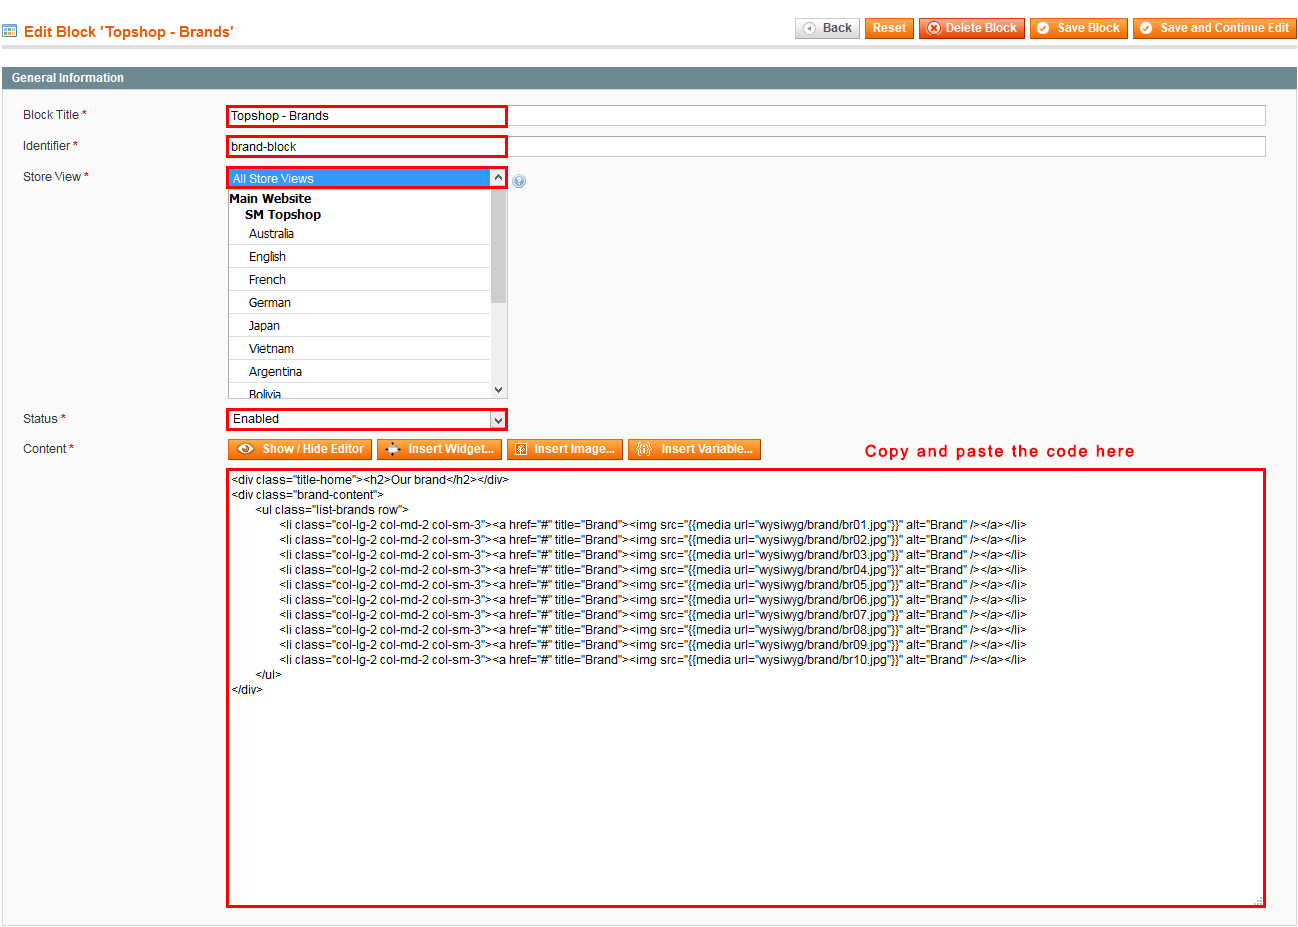 Edit Block 'Topshop - Brands'
Back Reset Delete Block Save Block Save and Continue Edit
General Information
Block Title *
Topshop - Brands
Identifier *
brand-block
Store View *
All Store Views
Main Website
SM Topshop
Australia
English
French
German
Japan
Vietnam
Argentina
Bolivia
Status *
Enabled
Content *
Show / Hide Editor Insert Widget... Insert Image... Insert Variable...
Copy and paste the code here
<div class="title-home"><h2>Our brand</h2></div>
<div class="brand-content">
<ul class="list-brands row">
<li class="col-lg-2 col-md-2 col-sm-3"><a href="#" title="Brand"><img src="{{media url="wysiwyg/brand/br01.jpg"}}" alt="Brand" /></a></li>
<li class="col-lg-2 col-md-2 col-sm-3"><a href="#" title="Brand"><img src="{{media url="wysiwyg/brand/br02.jpg"}}" alt="Brand" /></a></li>
<li class="col-lg-2 col-md-2 col-sm-3"><a href="#" title="Brand"><img src="{{media url="wysiwyg/brand/br03.jpg"}}" alt="Brand" /></a></li>
<li class="col-lg-2 col-md-2 col-sm-3"><a href="#" title="Brand"><img src="{{media url="wysiwyg/brand/br04.jpg"}}" alt="Brand" /></a></li>
<li class="col-lg-2 col-md-2 col-sm-3"><a href="#" title="Brand"><img src="{{media url="wysiwyg/brand/br05.jpg"}}" alt="Brand" /></a></li>
<li class="col-lg-2 col-md-2 col-sm-3"><a href="#" title="Brand"><img src="{{media url="wysiwyg/brand/br06.jpg"}}" alt="Brand" /></a></li>
<li class="col-lg-2 col-md-2 col-sm-3"><a href="#" title="Brand"><img src="{{media url="wysiwyg/brand/br07.jpg"}}" alt="Brand" /></a></li>
<li class="col-lg-2 col-md-2 col-sm-3"><a href="#" title="Brand"><img src="{{media url="wysiwyg/brand/br08.jpg"}}" alt="Brand" /></a></li>
<li class="col-lg-2 col-md-2 col-sm-3"><a href="#" title="Brand"><img src="{{media url="wysiwyg/brand/br09.jpg"}}" alt="Brand" /></a></li>
<li class="col-lg-2 col-md-2 col-sm-3"><a href="#" title="Brand"><img src="{{media url="wysiwyg/brand/br10.jpg"}}" alt="Brand" /></a></li>
</ul>
</div>